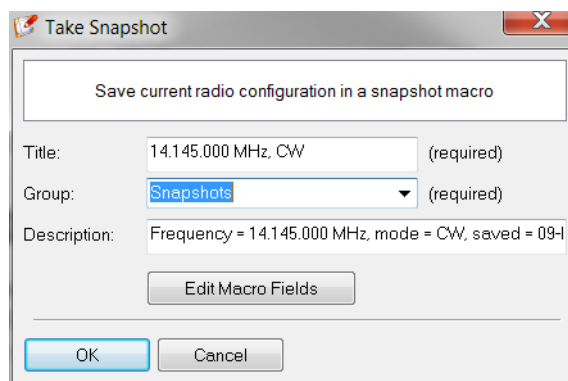 Take Snapshot
Save current radio configuration in a snapshot macro
Title: 14.145.000 MHz, CW (required)
Group: Snapshots (required)
Description: Frequency = 14.145.000 MHz, mode = CW, saved = 09-
Edit Macro Fields
OK Cancel